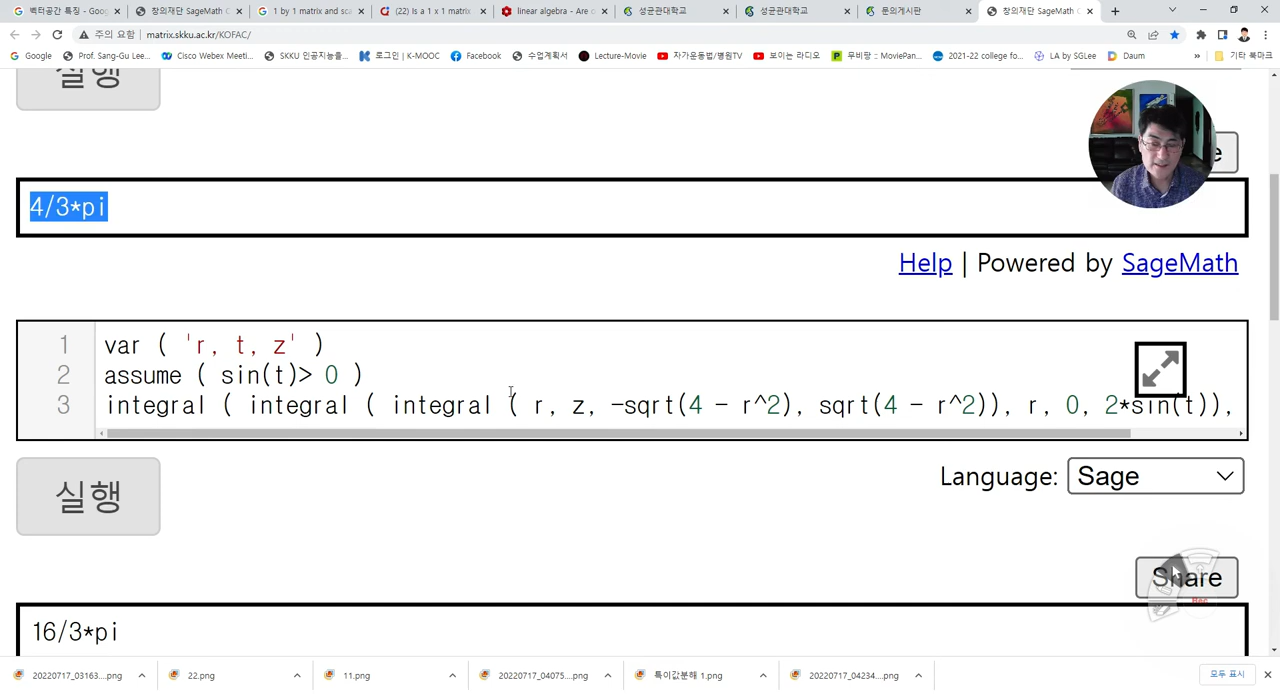 벡터공간 특징 - Goog
창의재단 SageMath C
1 by 1 matrix and sca
(22) Is a 1 x 1 matrix
linear algebra - Are o
성균관대학교
성균관대학교
문의게시판
창의재단 SageMath C
주의 요함 | matrix.skku.ac.kr/KOFAC/
Google
Prof. Sang-Gu Lee...
Cisco Webex Meeti...
SKKU 인공지능을...
로그인 | K-MOOC
Facebook
수업계획서
Lecture-Movie
자가운동법/병원TV
보이는 라디오
무비팡 :: MoviePan...
2021-22 college fo...
LA by SGLee
Daum
»
기타 북마크
실행
e
4/3*pi
Help | Powered by SageMath
1 var ( 'r, t, z' )
2 assume ( sin(t)> 0 )
3 integral ( integral ( integral ( r, z, -sqrt(4 - r^2), sqrt(4 - r^2)), r, 0, 2*sin(t)),
실행
Language: Sage
Share
Rec
16/3*pi
20220717_03163....png
22.png
11.png
20220717_04075....png
특이값분해 1.png
20220717_04234....png
모두 표시